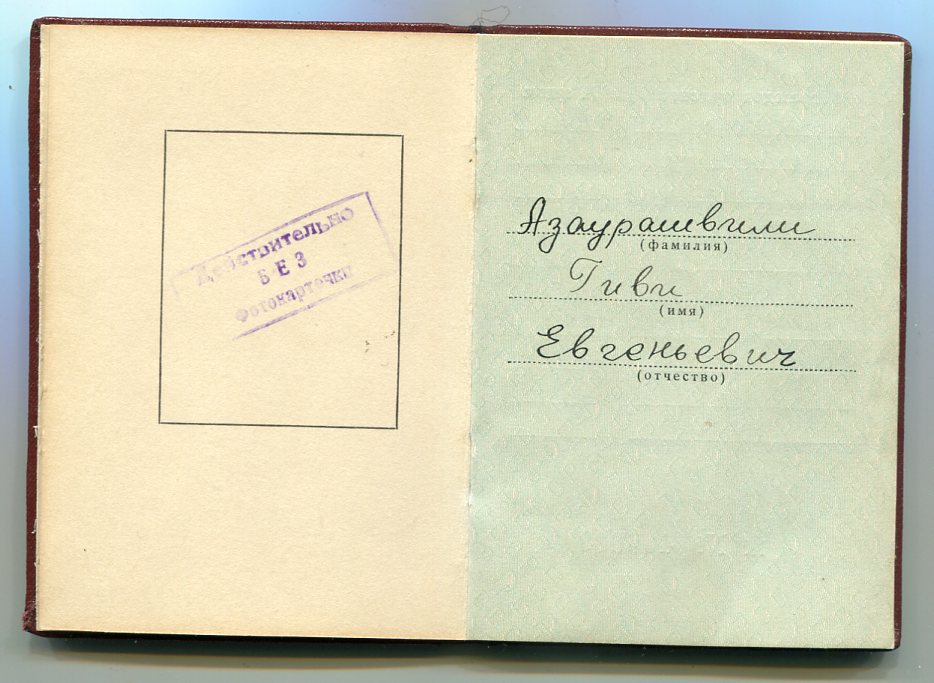 Действительно
БЕЗ
Фотокарточки
Азаурашвили
(фамилия)
Гиви
(имя)
Евгеньевич
(отчество)